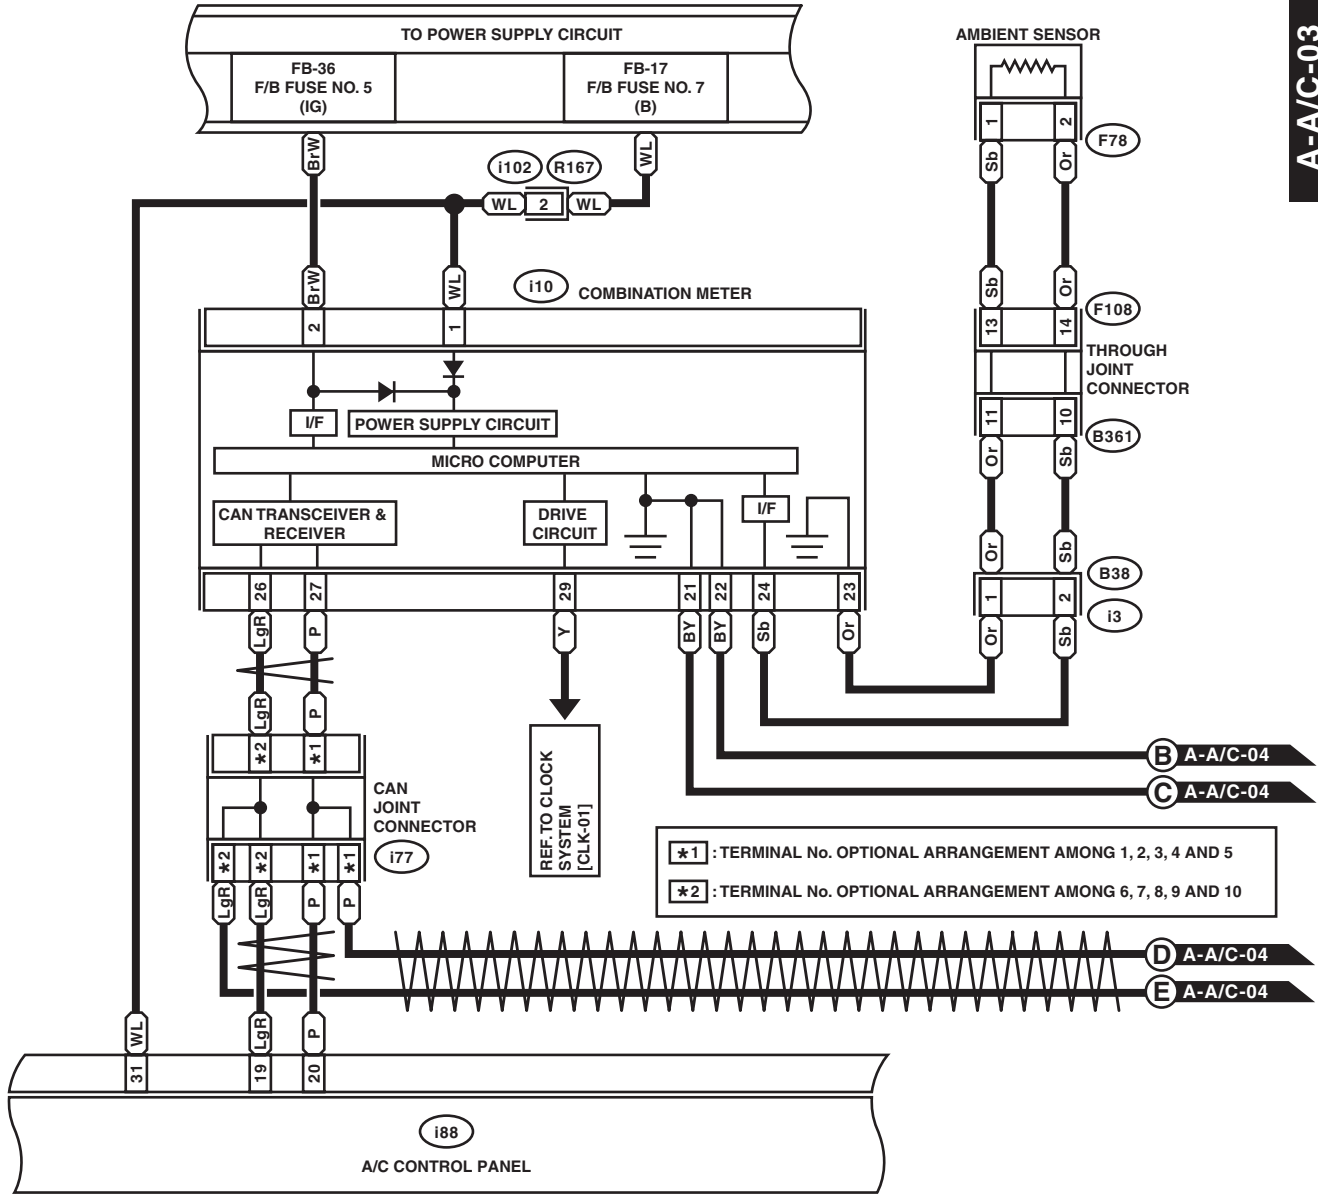 A-A/C-03
TO POWER SUPPLY CIRCUIT
FB-36
F/B FUSE NO. 5
(IG)
FB-17
F/B FUSE NO. 7
(B)
AMBIENT SENSOR
1
2
F78
Sb
Or
BrW
WL
i102
R167
WL
2
WL
BrW
WL
i10
COMBINATION METER
Sb
Or
F108
2
1
13
14
THROUGH
JOINT
CONNECTOR
I/F
POWER SUPPLY CIRCUIT
11
10
B361
MICRO COMPUTER
Or
Sb
CAN TRANSCEIVER &
RECEIVER
DRIVE
CIRCUIT
I/F
Or
Sb
B38
26
27
29
21
22
24
23
1
2
i3
LgR
P
Y
BY
BY
Sb
Or
Or
Sb
LgR
P
*2
*1
REF. TO CLOCK
SYSTEM
[CLK-01]
B
A-A/C-04
C
A-A/C-04
CAN
JOINT
CONNECTOR
i77
*2
*2
*1
*1
LgR
LgR
P
P
*1 : TERMINAL No. OPTIONAL ARRANGEMENT AMONG 1, 2, 3, 4 AND 5
*2 : TERMINAL No. OPTIONAL ARRANGEMENT AMONG 6, 7, 8, 9 AND 10
D
A-A/C-04
E
A-A/C-04
WL
LgR
P
31
19
20
i88
A/C CONTROL PANEL